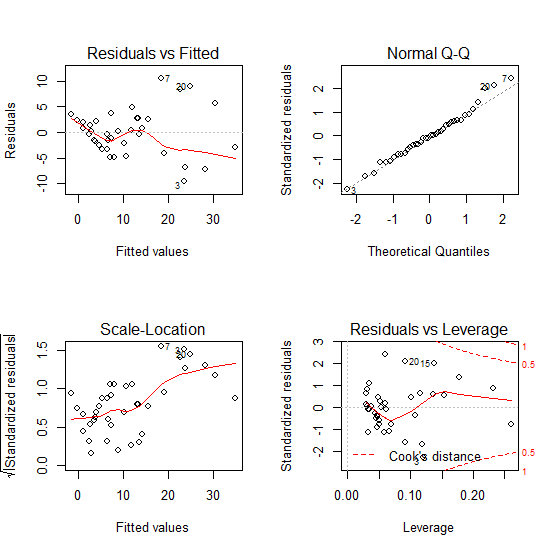 Residuals vs Fitted
Residuals
10
5
0
-5
-10
7
20
3
0 10 20 30
Fitted values
Normal Q-Q
Standardized residuals
2
1
0
-1
-2
7
20
3
-2 -1 0 1 2
Theoretical Quantiles
Scale-Location
√|Standardized residuals|
1.5
1.0
0.5
0.0
7
3
20
0 10 20 30
Fitted values
Residuals vs Leverage
Standardized residuals
3
2
1
0
-2
20
15
3
1
0.5
0.5
1
Cook's distance
0.00 0.10 0.20
Leverage